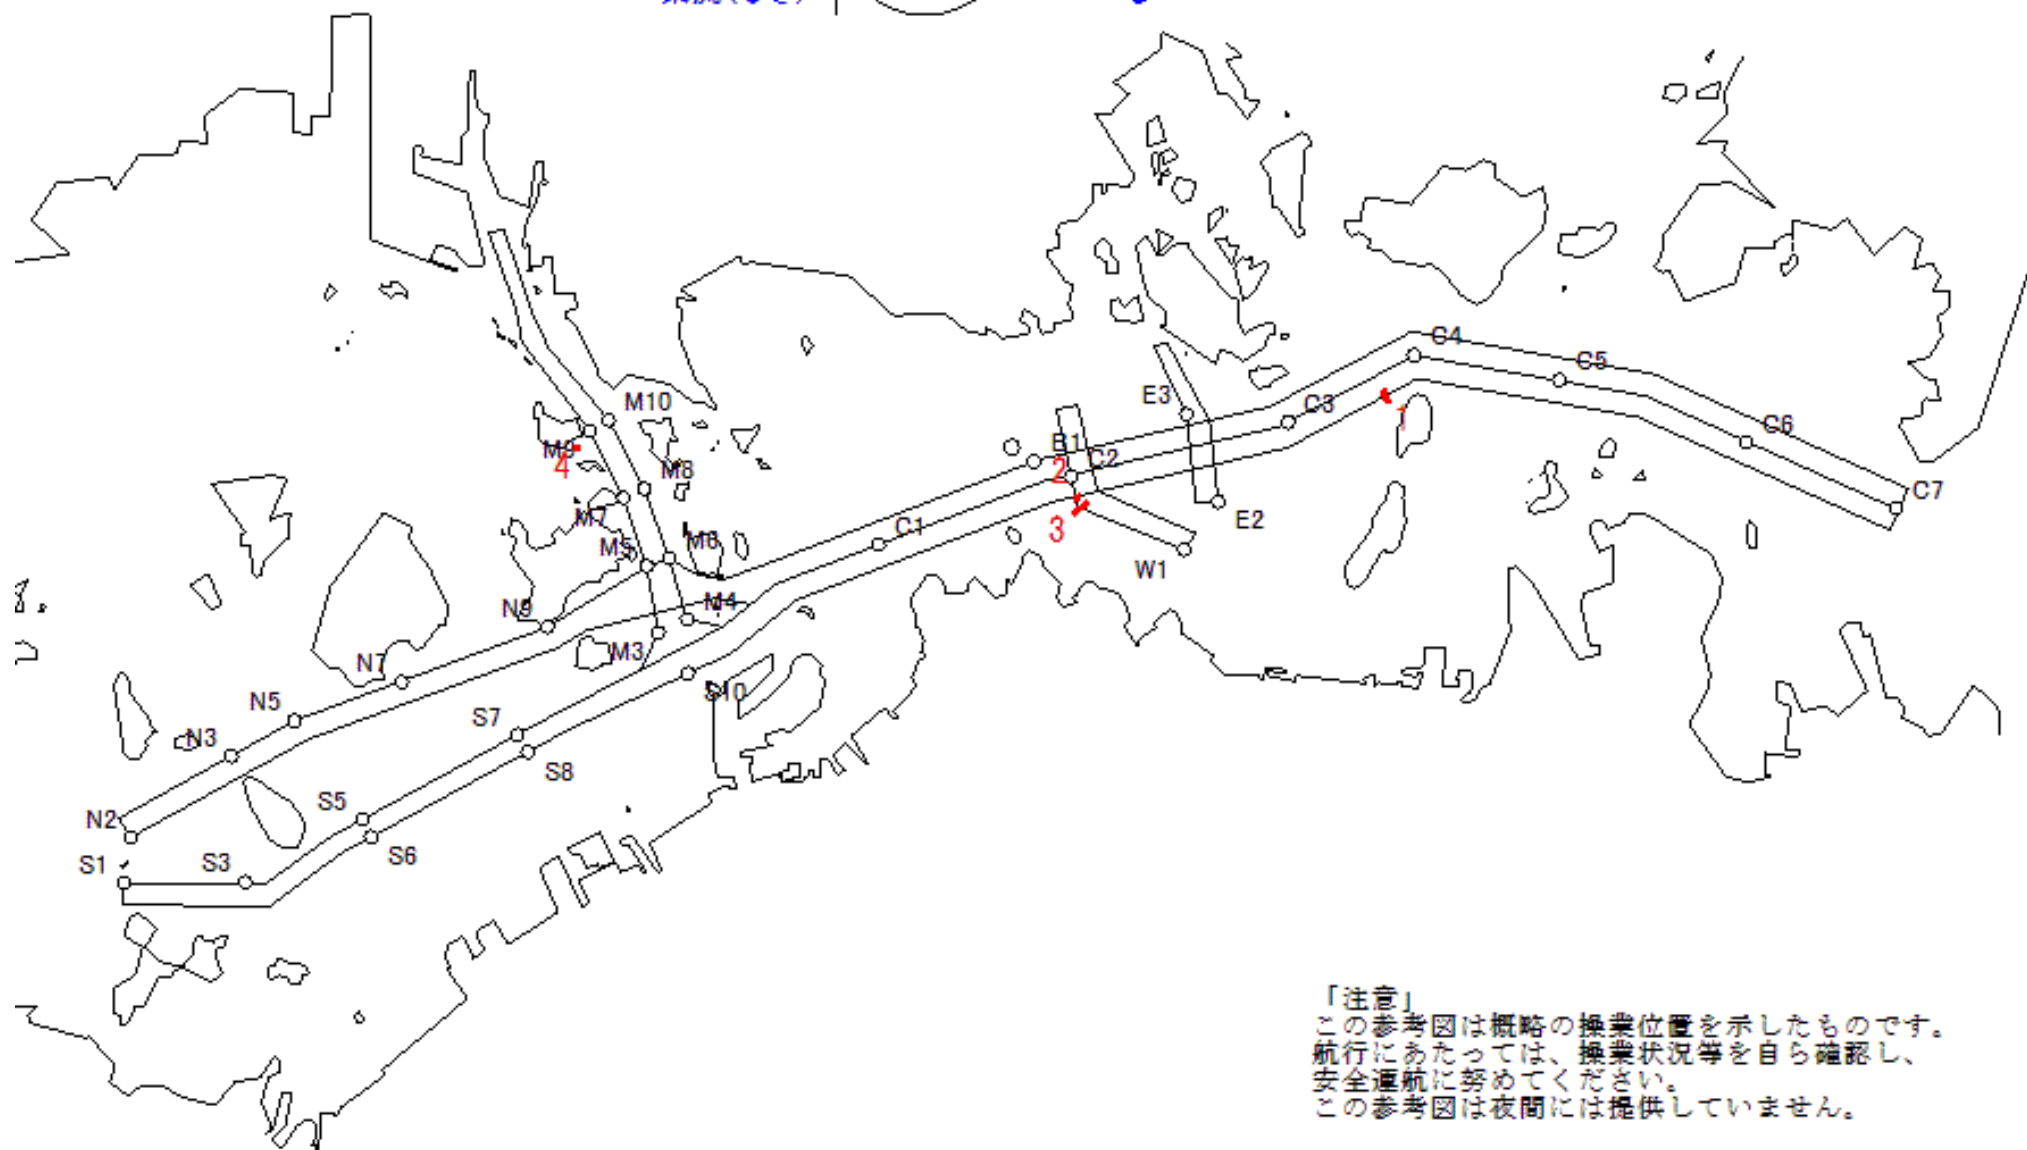 C4
C5
E3
M10
C3
1
C6
B1
M9
4
M8
2
C2
C7
M7
E2
C1
3
M5
M6
W1
N9
M4
M3
N7
S10
N5
S7
N3
S8
S5
N2
S6
S1
S3
「注意」
この参考図は概略の操業位置を示したものです。
航行にあたっては、操業状況等を自ら確認し、
安全運航に努めてください。
この参考図は夜間には提供していません。